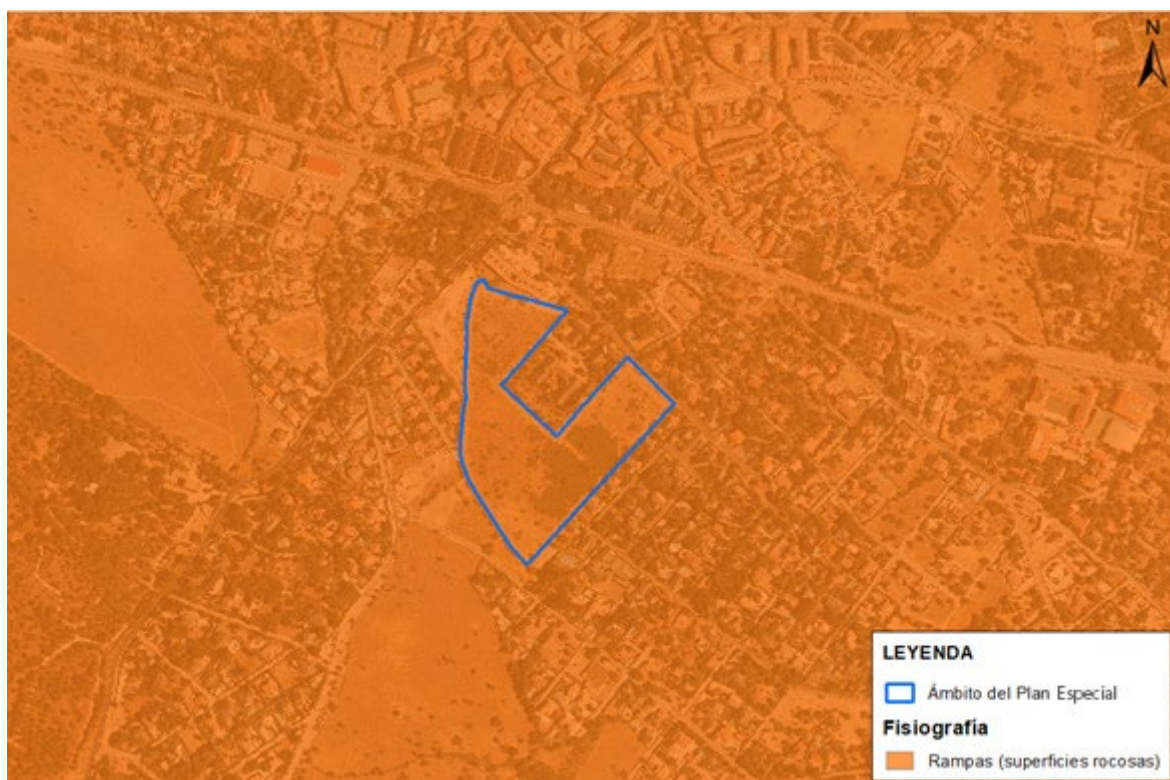 N
LEYENDA
Ámbito del Plan Especial
Fisiografía
Rampas (superficies rocosas)